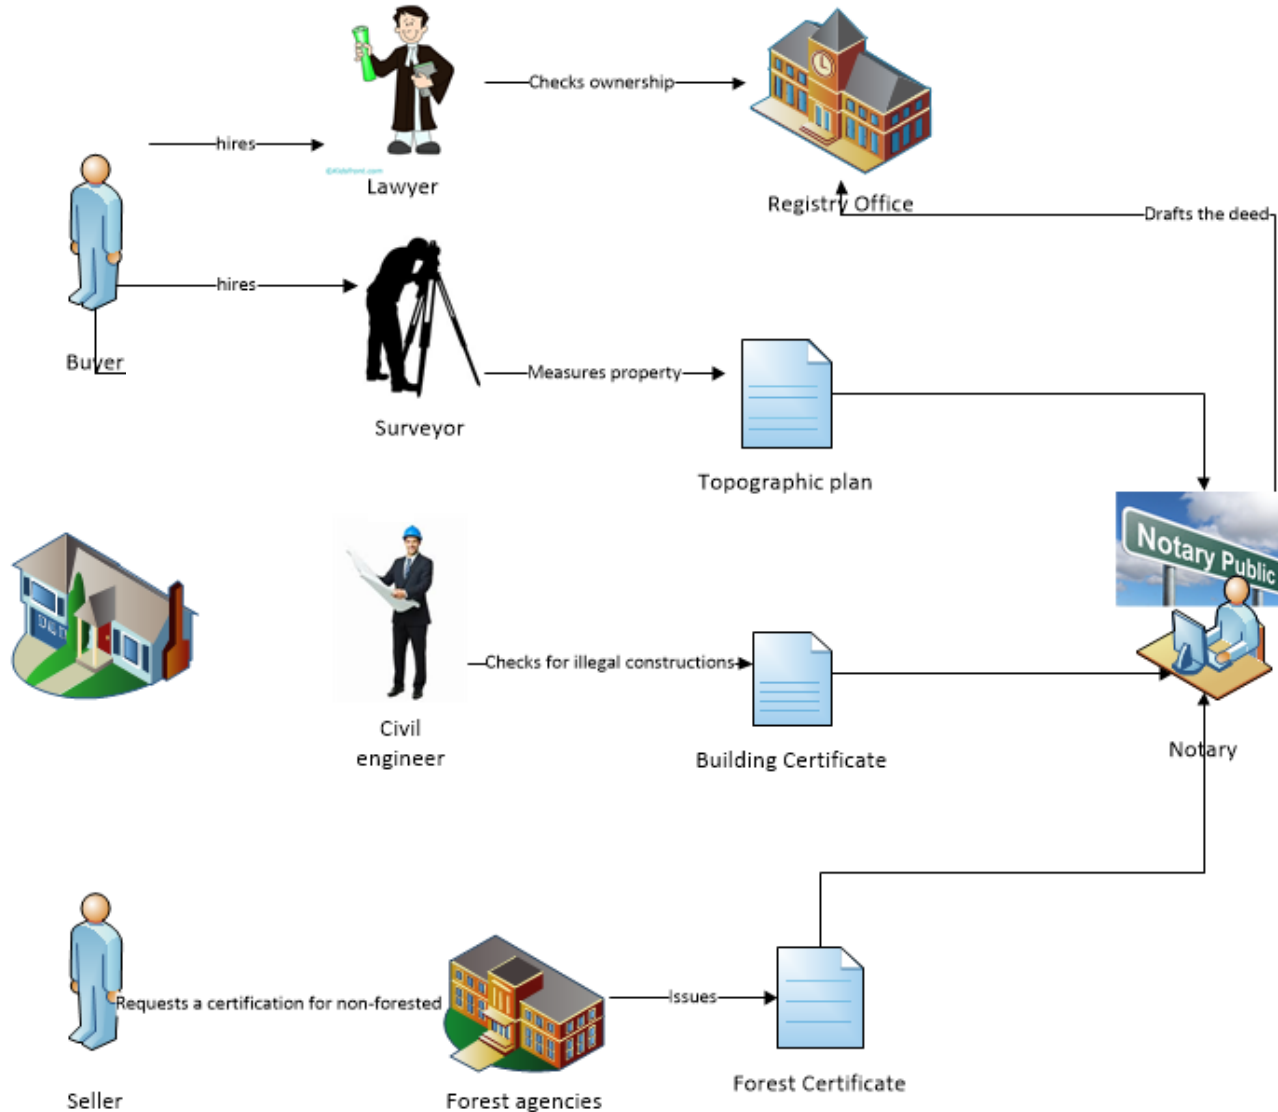 Checks ownership
hires
©KidsFront.com
Lawyer
Registry Office
Drafts the deed
hires
Buyer
Measures property
Surveyor
Topographic plan
Notary Public
Checks for illegal constructions
Civil
engineer
Building Certificate
Notary
Requests a certification for non-forested
Issues
Forest Certificate
Seller
Forest agencies